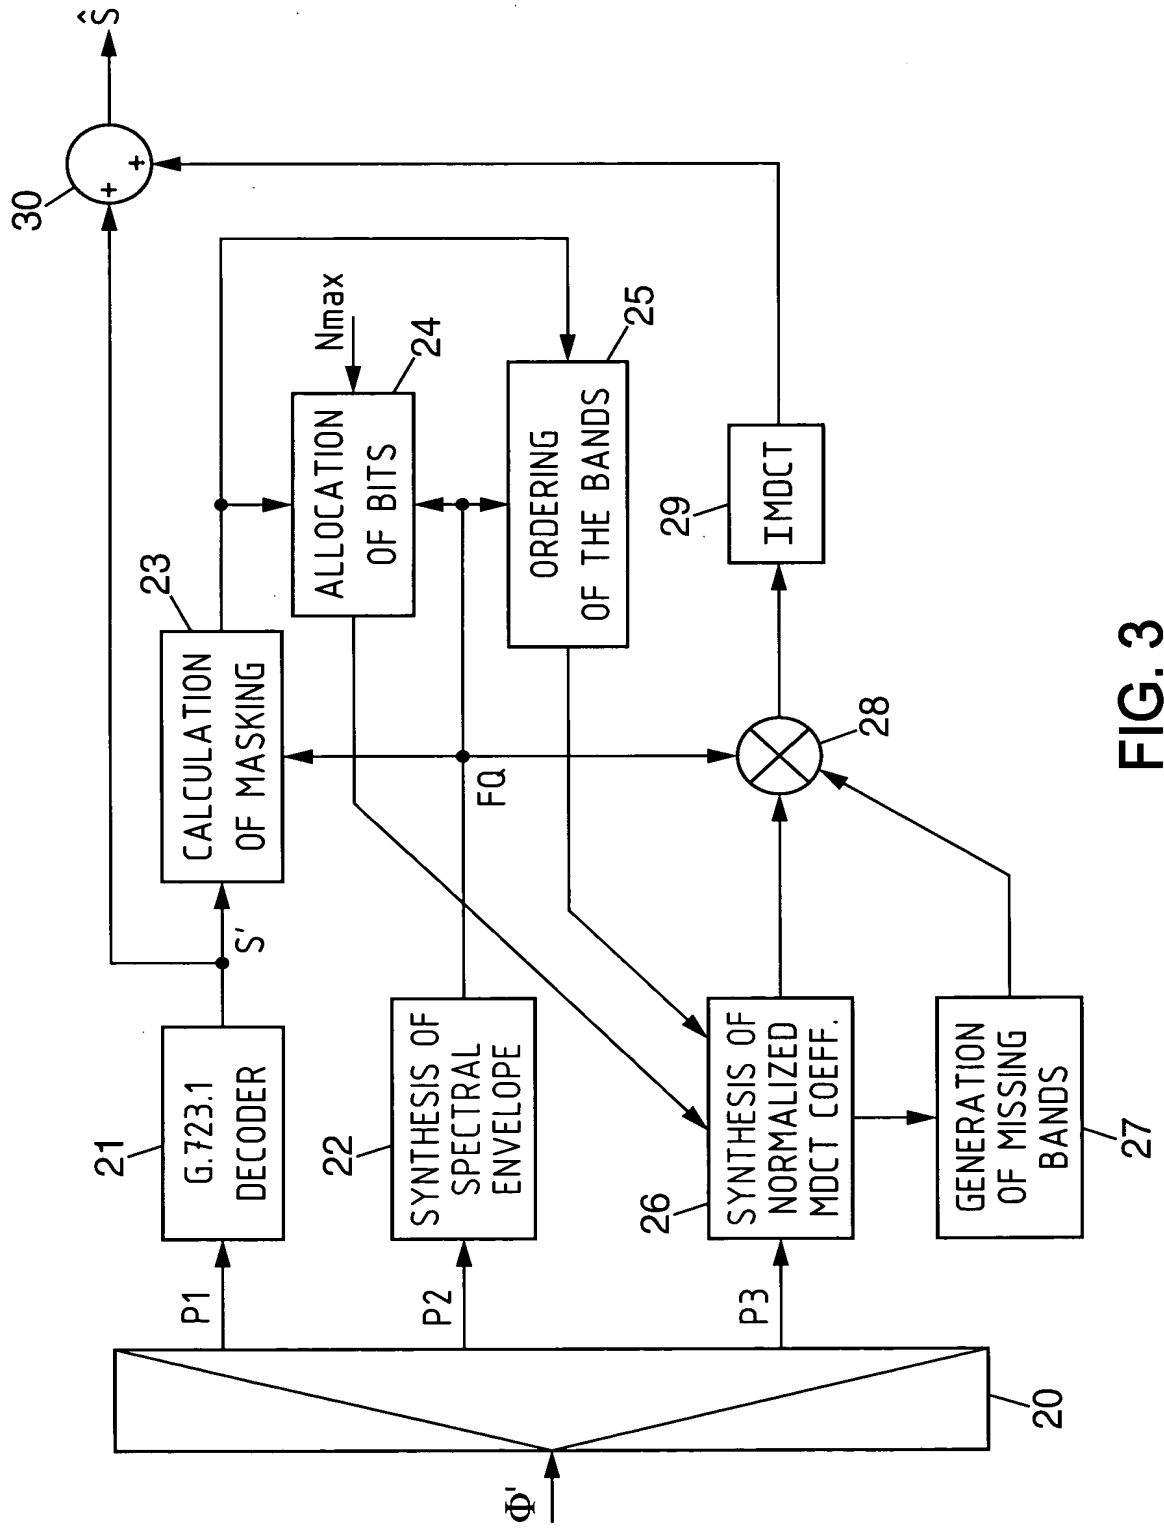 Φ'
20
P1
P2
P3
21
G.723.1
DECODER
22
SYNTHESIS OF
SPECTRAL
ENVELOPE
26
SYNTHESIS OF
NORMALIZED
MDCT COEFF.
GENERATION
OF MISSING
BANDS
27
S'
FQ
23
CALCULATION
OF MASKING
ALLOCATION
OF BITS
24
Nmax
ORDERING
OF THE BANDS
25
28
29
IMDCT
30
+
+
Ŝ
FIG. 3